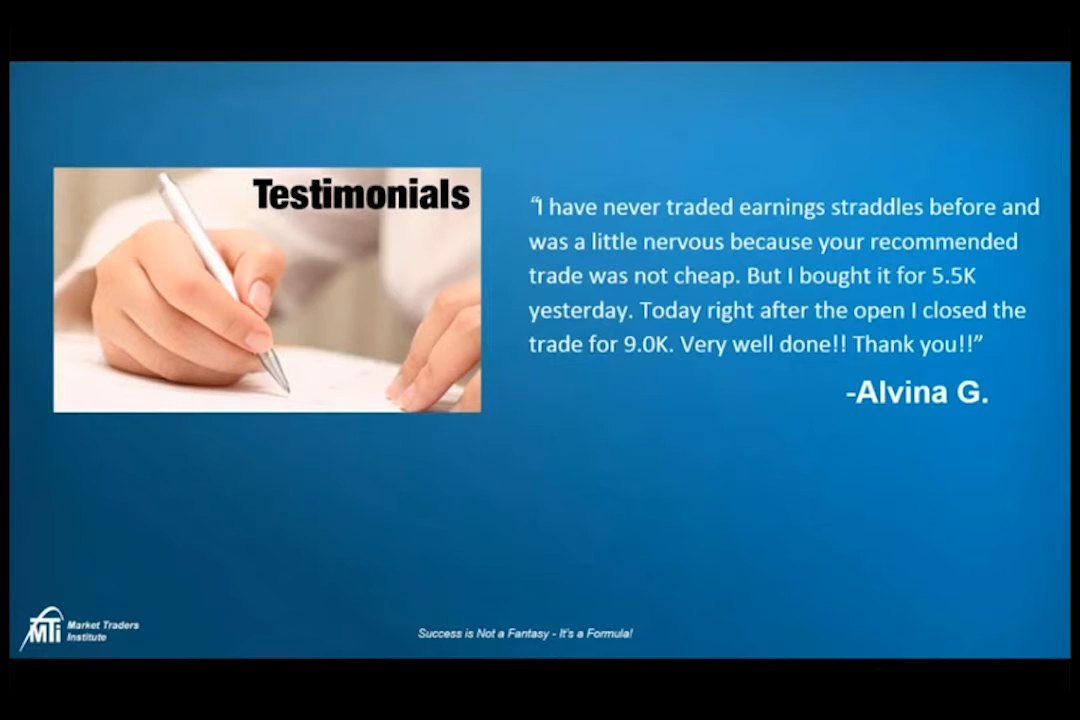 Testimonials
“I have never traded earnings straddles before and
was a little nervous because your recommended
trade was not cheap. But I bought it for 5.5K
yesterday. Today right after the open I closed the
trade for 9.0K. Very well done!! Thank you!!”
-Alvina G.
MTi
Market Traders
Institute
Success is Not a Fantasy - It's a Formula!